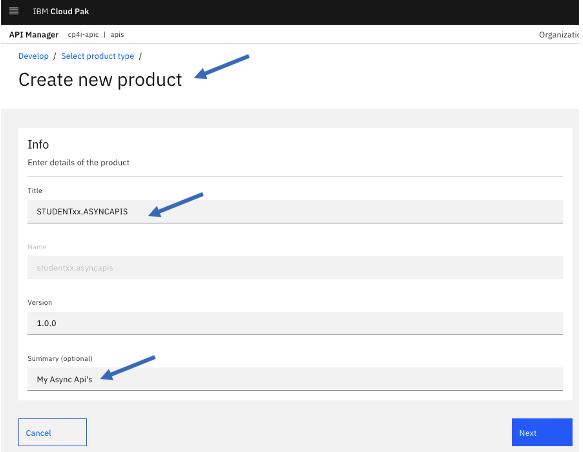 IBM Cloud Pak
API Manager cp4i-apic | apis Organizatio
Develop / Select product type /
Create new product
Info
Enter details of the product
Title
STUDENTxx.ASYNCAPIS
Name
studentxx.asyncapis
Version
1.0.0
Summary (optional)
My Async Api's
Cancel Next